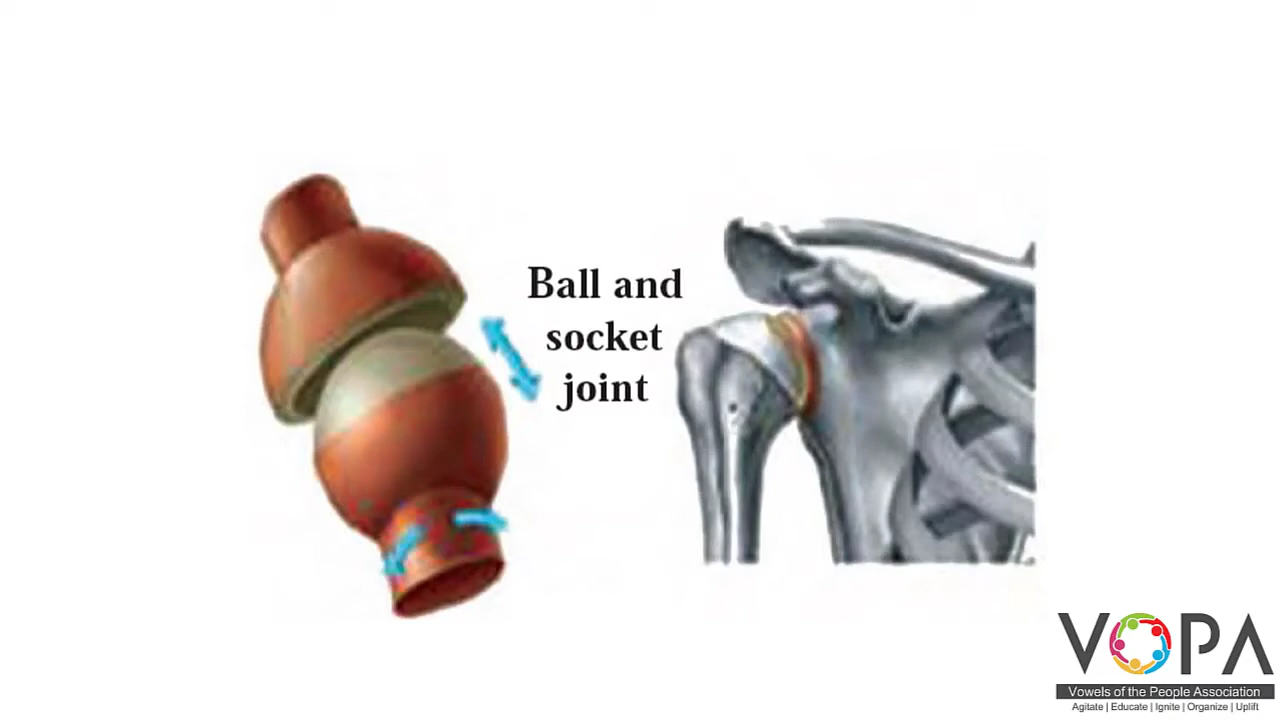 Ball and
socket
joint
VOPA
Vowels of the People Association
Agitate | Educate | Ignite | Organize | Uplift